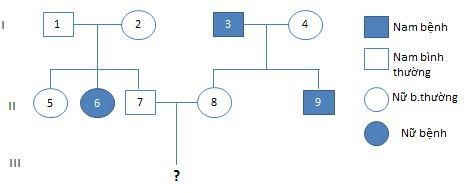 I
1 2 3 4
Nam bệnh
Nam bình
thường
Nữ b.thường
II
5 6 7 8 9
Nữ bệnh
III
?